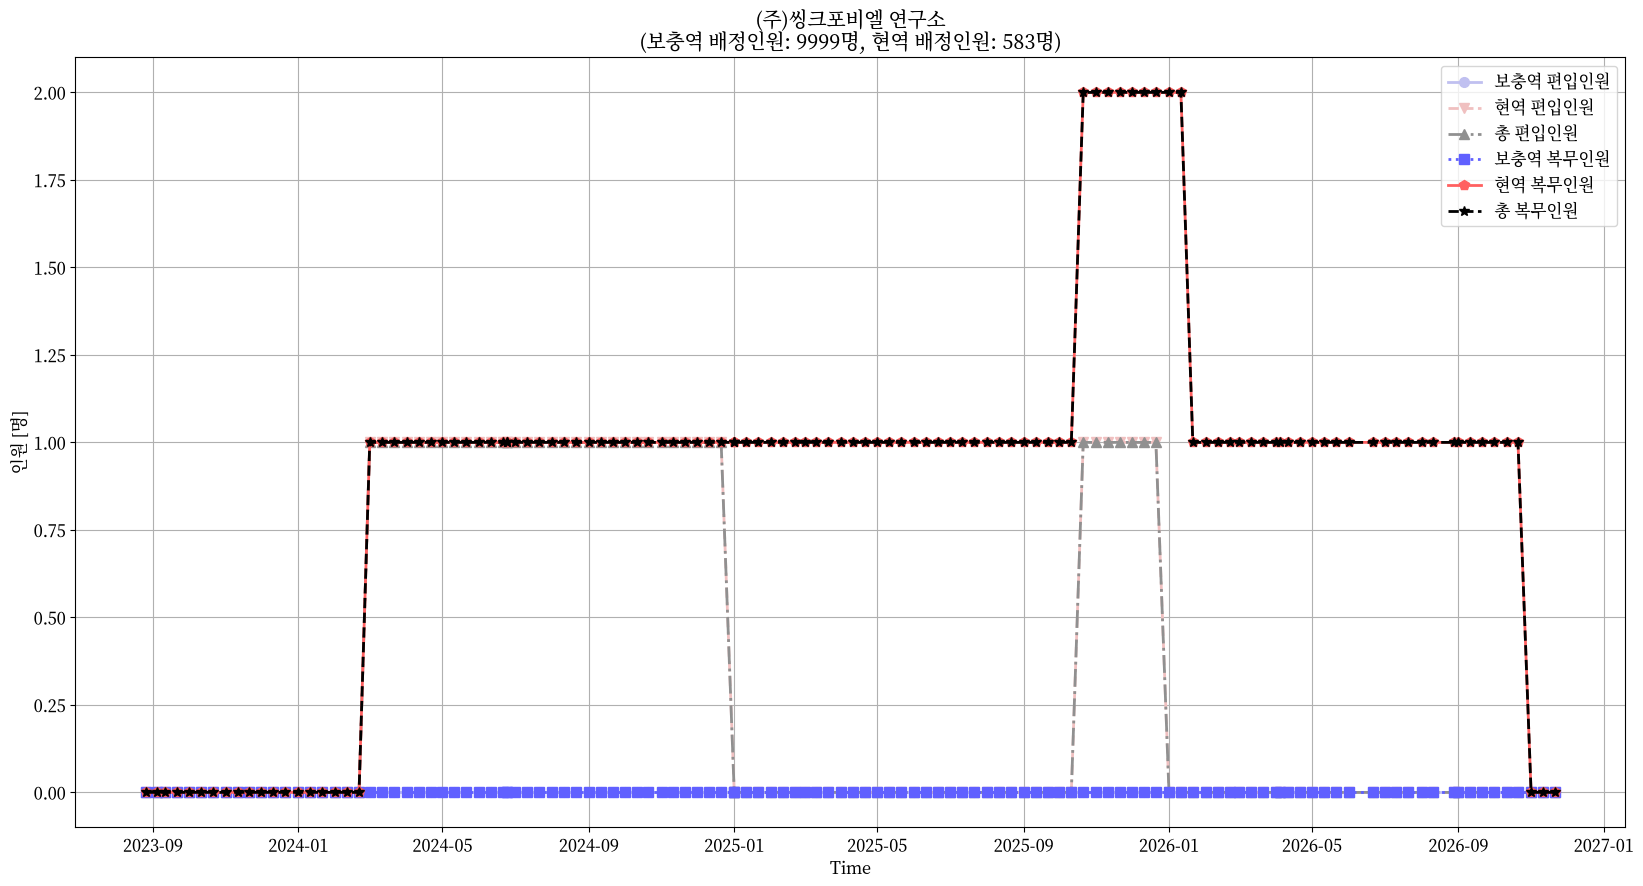 (주)씽크포비엘 연구소
(보충역 배정인원: 9999명, 현역 배정인원: 583명)
보충역 편입인원
현역 편입인원
총 편입인원
보충역 복무인원
현역 복무인원
총 복무인원
인원 [명]
2.00
1.75
1.50
1.25
1.00
0.75
0.50
0.25
0.00
2023-09
2024-01
2024-05
2024-09
2025-01
2025-05
2025-09
2026-01
2026-05
2026-09
2027-01
Time